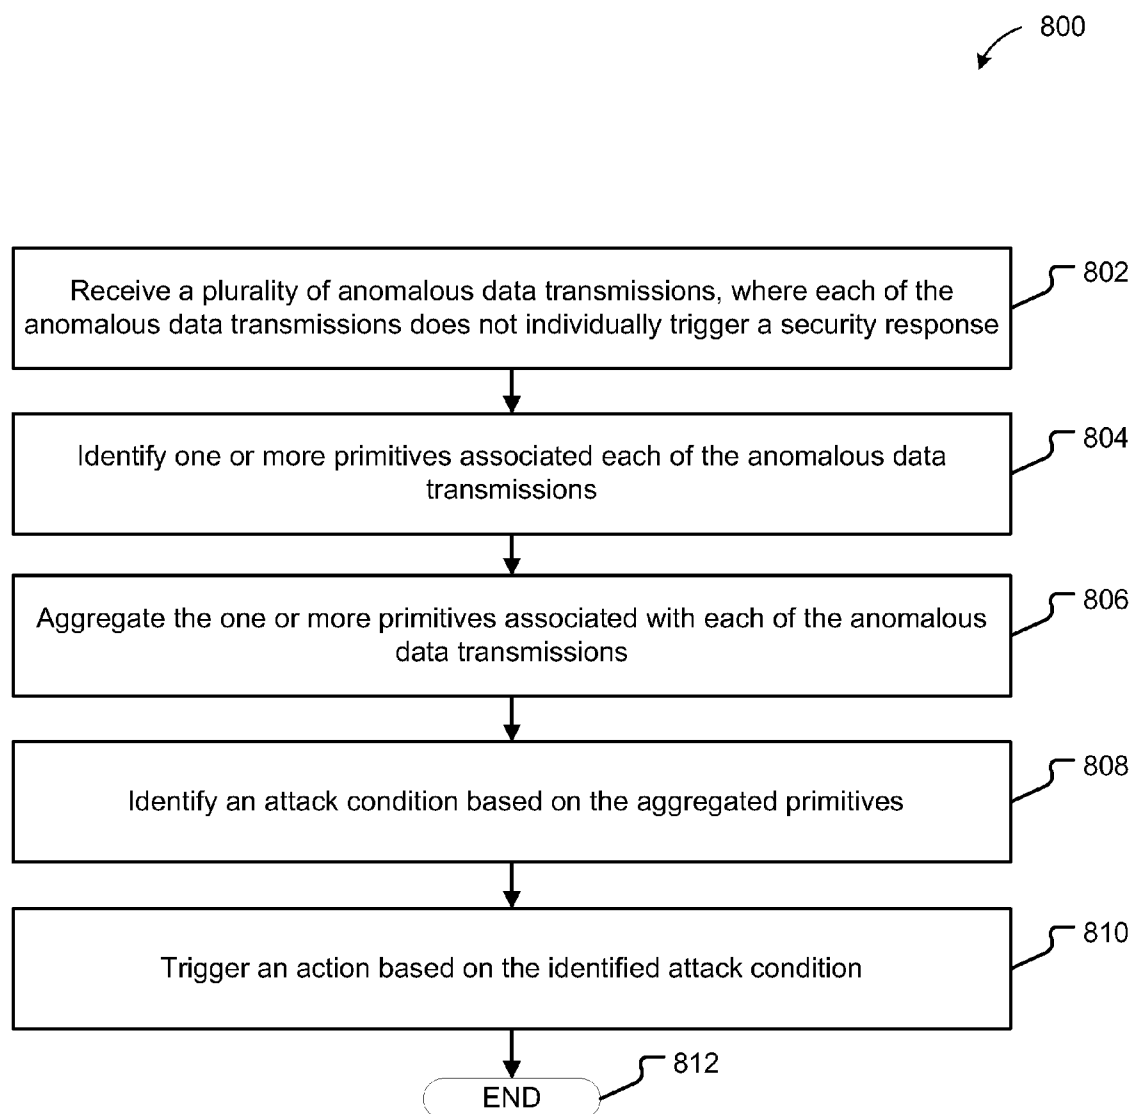 800
Receive a plurality of anomalous data transmissions, where each of the
anomalous data transmissions does not individually trigger a security response
802
Identify one or more primitives associated each of the anomalous data
transmissions
804
Aggregate the one or more primitives associated with each of the anomalous
data transmissions
806
Identify an attack condition based on the aggregated primitives
808
Trigger an action based on the identified attack condition
810
END
812